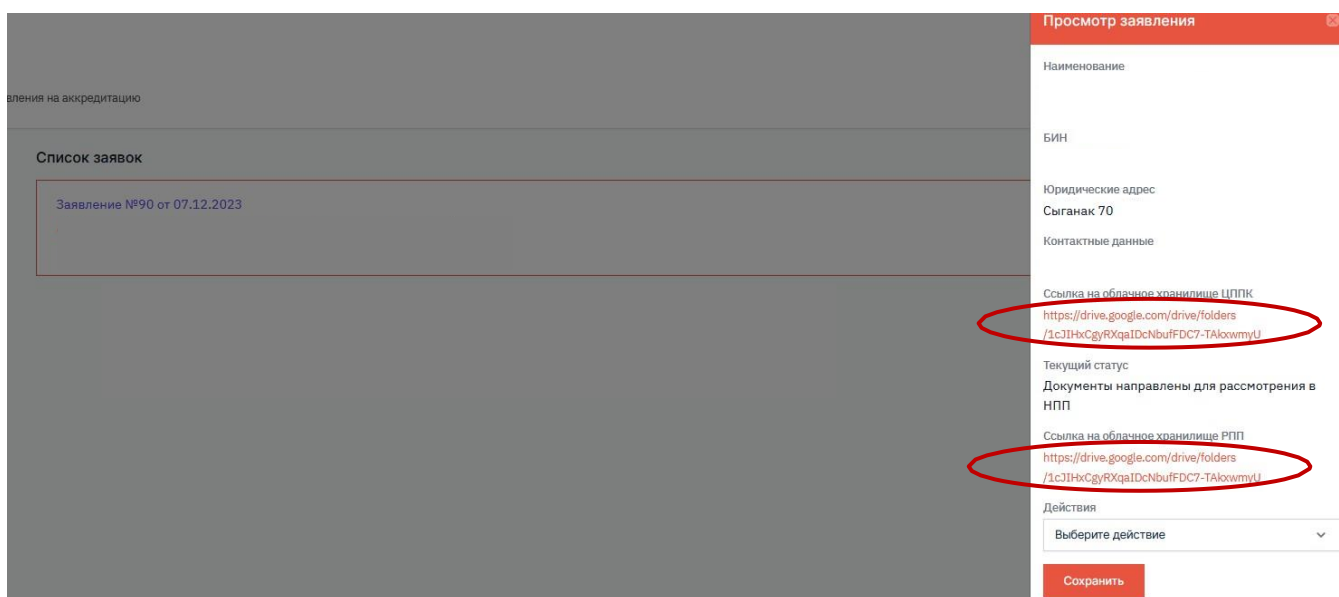 Просмотр заявления
Наименование
вления на аккредитацию
БИН
Список заявок
Заявление №90 от 07.12.2023
Юридические адрес
Сыганак 70
Контактные данные
Ссылка на облачное хранилище ЦППК
https://drive.google.com/drive/folders
/1cJIHxCgyRXqaIDcNbufFDC7-TAkxwmyU
Текущий статус
Документы направлены для рассмотрения в
НПП
Ссылка на облачное хранилище РПП
https://drive.google.com/drive/folders
/1cJIHxCgyRXqaIDcNbufFDC7-TAkxwmyU
Действия
Выберите действие
Сохранить